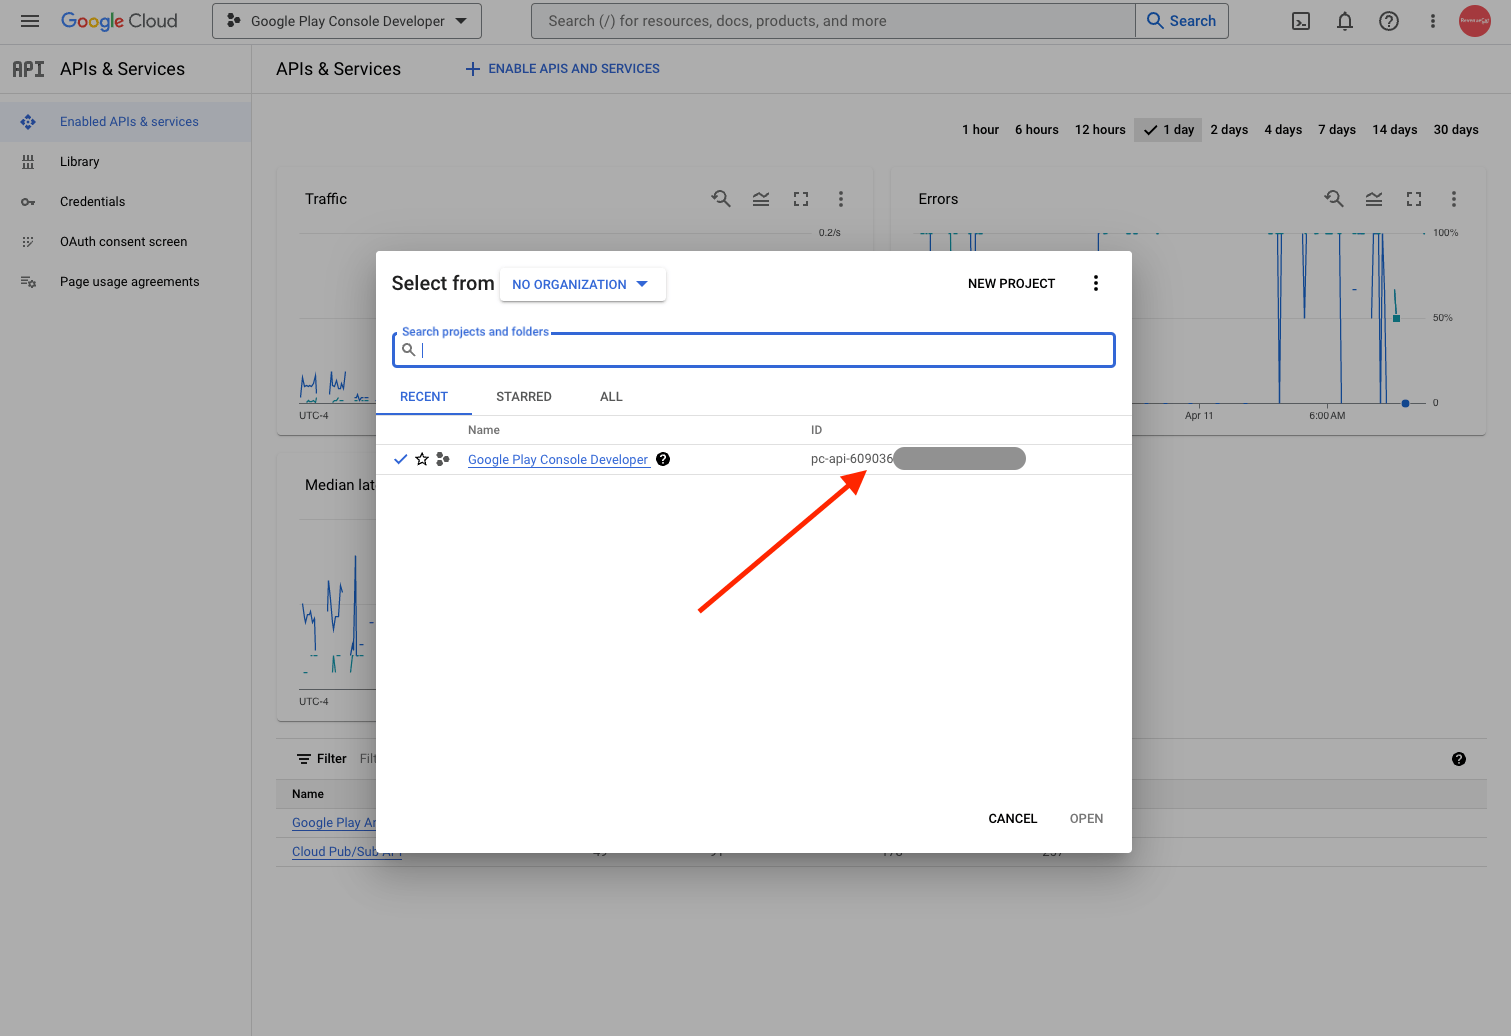 Google Cloud
Google Play Console Developer
Search (/) for resources, docs, products, and more
Search
API APIs & Services
APIs & Services
ENABLE APIS AND SERVICES
Enabled APIs & services
Library
Credentials
OAuth consent screen
Page usage agreements
1 hour 6 hours 12 hours 1 day 2 days 4 days 7 days 14 days 30 days
Traffic
0.2/s
UTC-4
Errors
100%
50%
0
Apr 11 6:00 AM
Select from NO ORGANIZATION
NEW PROJECT
Search projects and folders
RECENT STARRED ALL
Name ID
Google Play Console Developer pc-api-609036
CANCEL OPEN
Median lat
UTC-4
Filter Filt
Name
Google Play An
Cloud Pub/Sub API